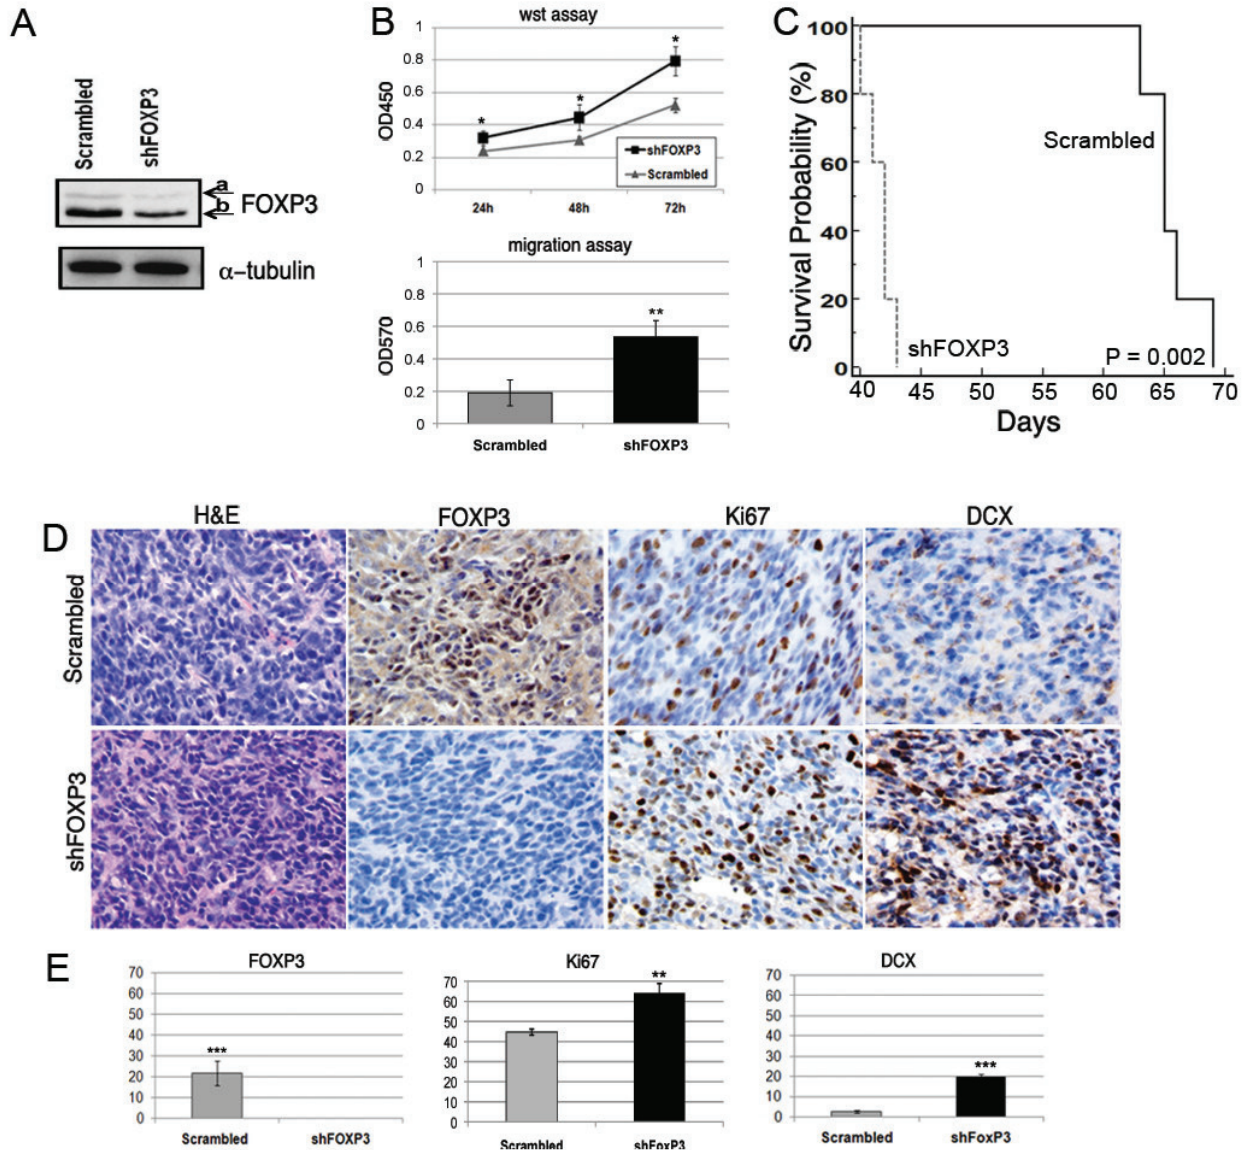 A
Scrambled
shFOXP3
a
b
FOXP3
α-tubulin
B
wst assay
1
0.8
0.6
0.4
0.2
0
OD450
*
*
*
shFOXP3
Scrambled
24h
48h
72h
migration assay
1
0.8
0.6
0.4
0.2
0
OD570
**
Scrambled
shFOXP3
C
100
80
60
40
20
0
Survival Probability (%)
Scrambled
shFOXP3
P = 0.002
40 45 50 55 60 65 70
Days
D
H&E
FOXP3
Ki67
DCX
Scrambled
shFOXP3
E
FOXP3
70
60
50
40
30
20
10
0
***
Scrambled
shFOXP3
Ki67
70
60
50
40
30
20
10
0
**
Scrambled
shFoxP3
DCX
70
60
50
40
30
20
10
0
***
Scrambled
shFoxP3